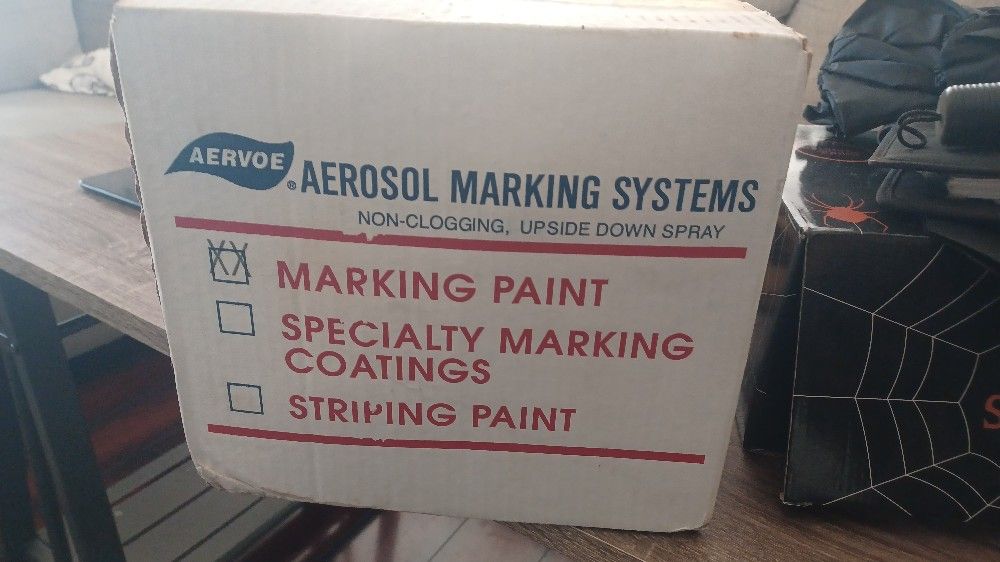 AERVOE®
AEROSOL MARKING SYSTEMS
NON-CLOGGING, UPSIDE DOWN SPRAY
MARKING PAINT
SPECIALTY MARKING
COATINGS
STRIPING PAINT
S